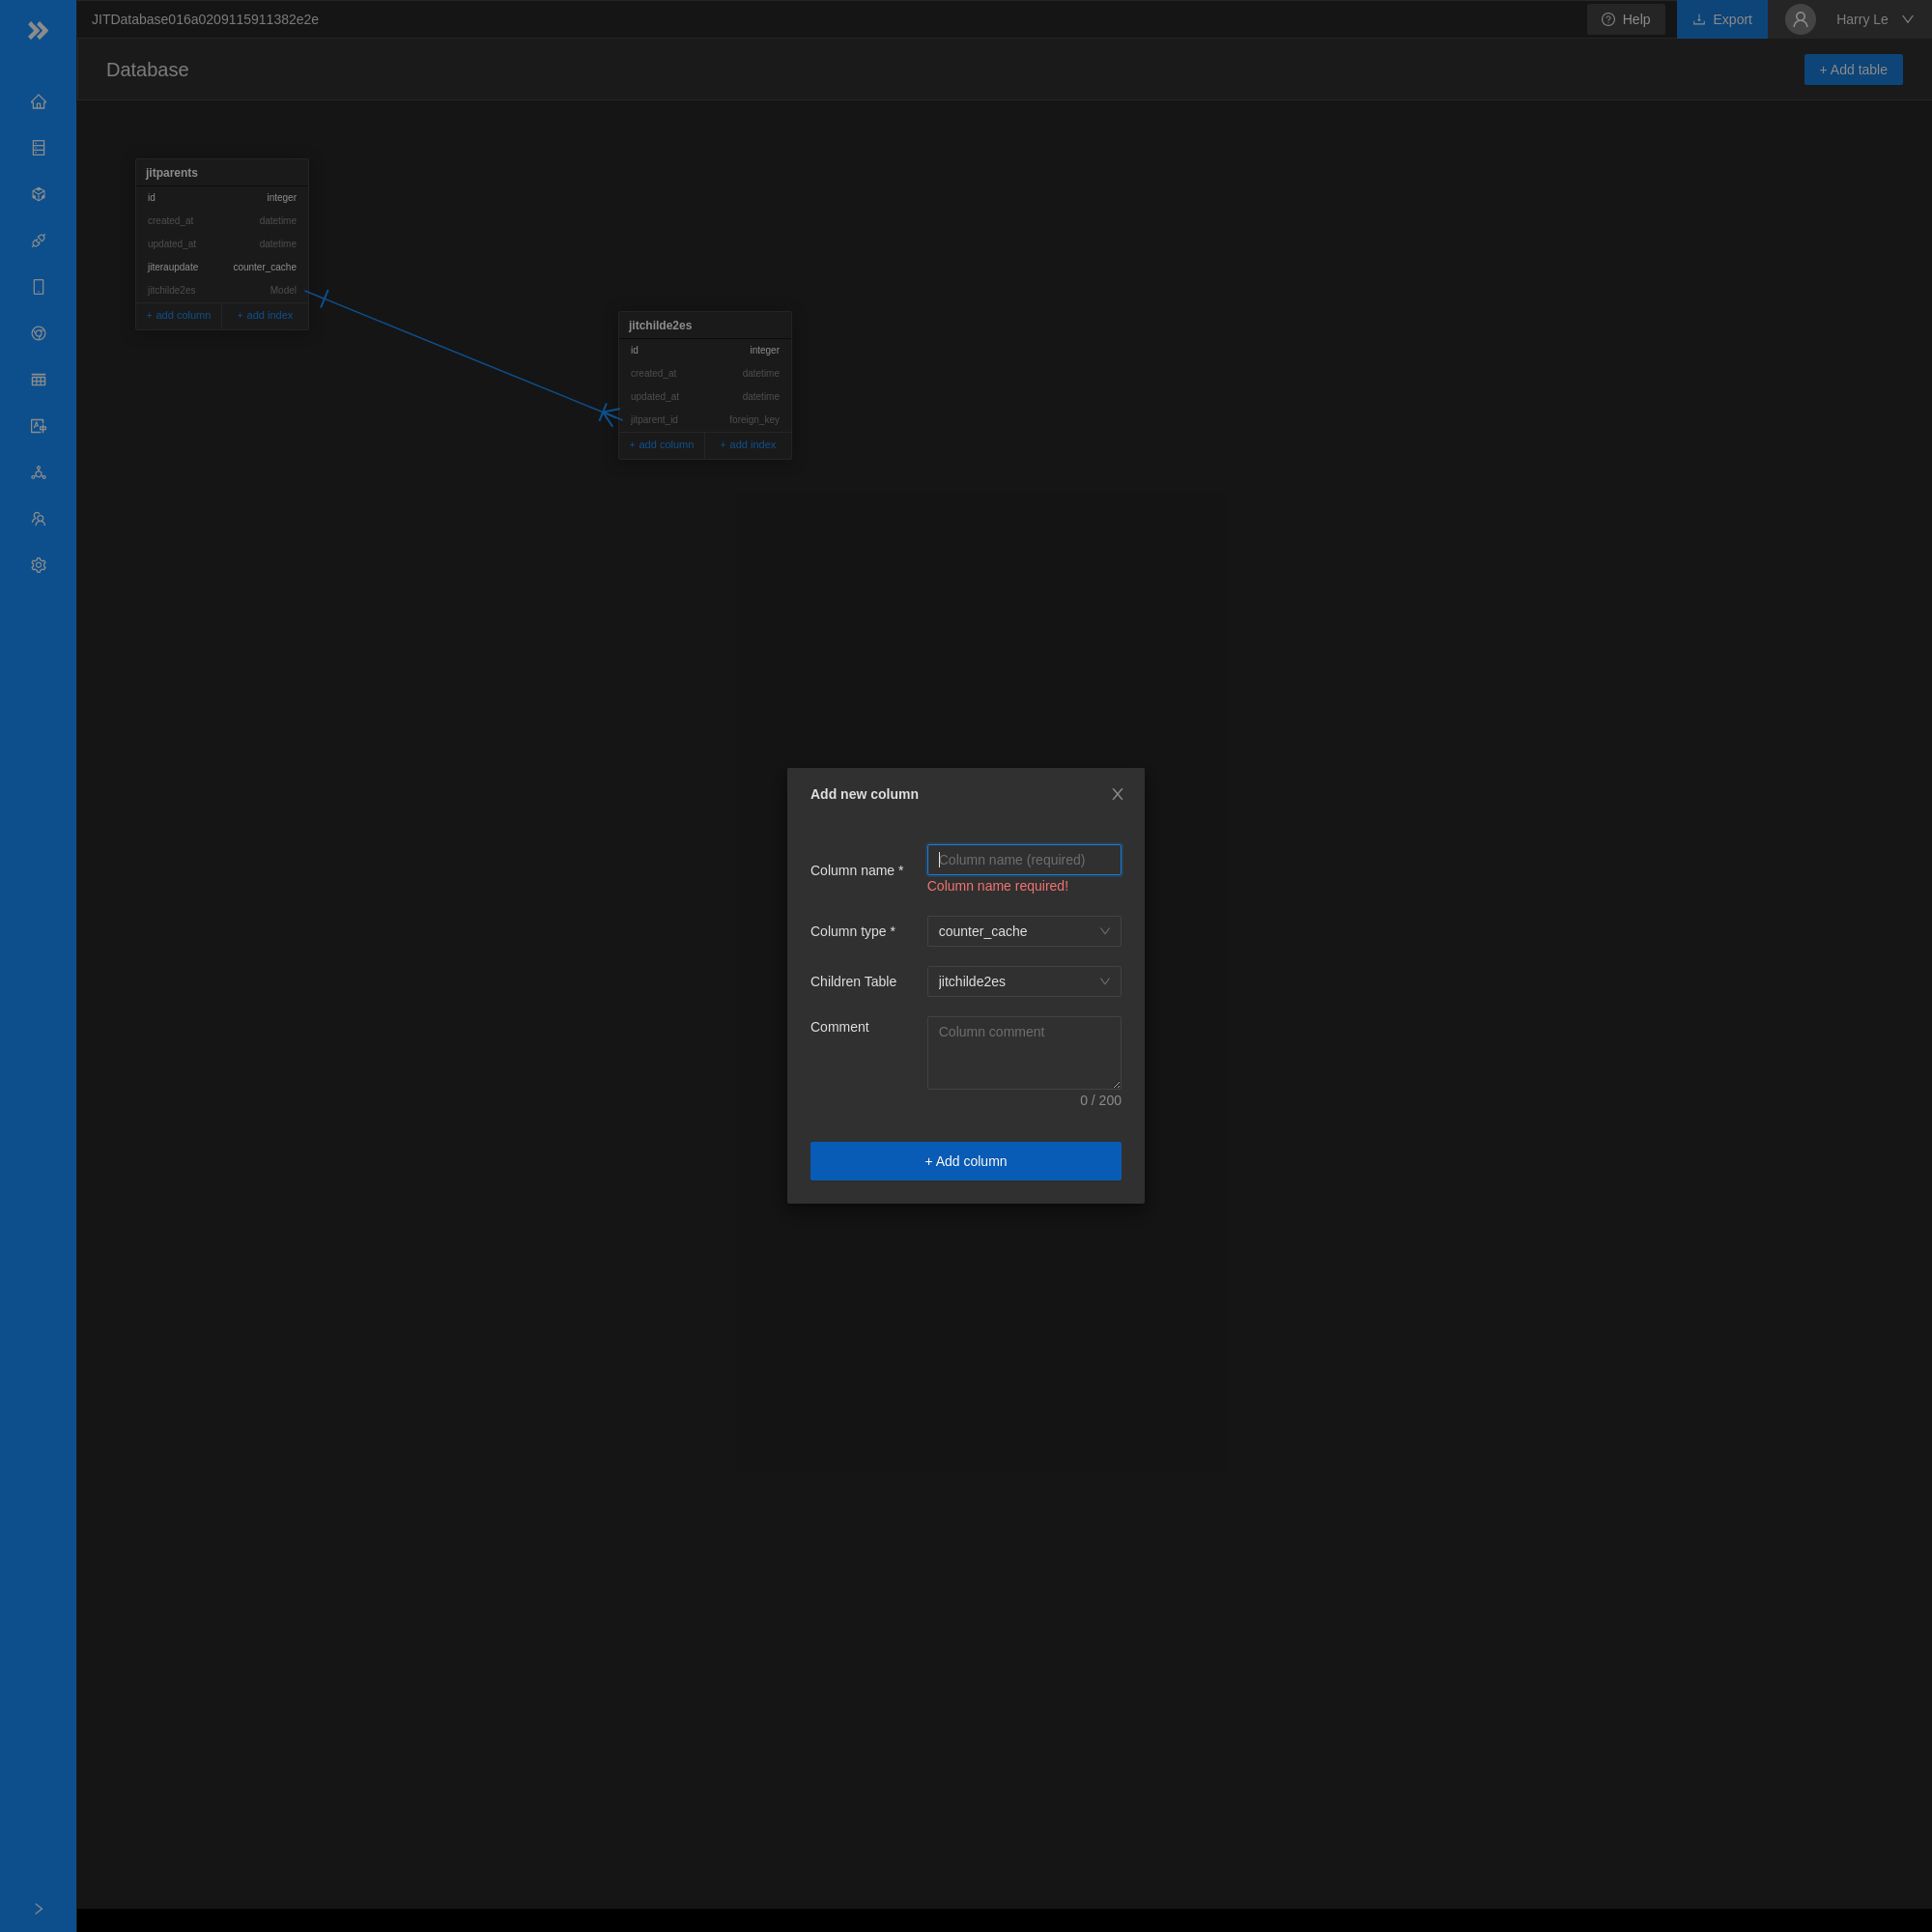 JITDatabase016a0209115911382e2e
Help
Export
Harry Le
Database
+ Add table
jitparents
id integer
created_at datetime
updated_at datetime
jiteraupdate counter_cache
jitchilde2es Model
+ add column + add index
jitchilde2es
id integer
created_at datetime
updated_at datetime
jitparent_id foreign_key
+ add column + add index
Add new column
Column name * Column name (required)
Column name required!
Column type * counter_cache
Children Table jitchilde2es
Comment Column comment
0 / 200
+ Add column